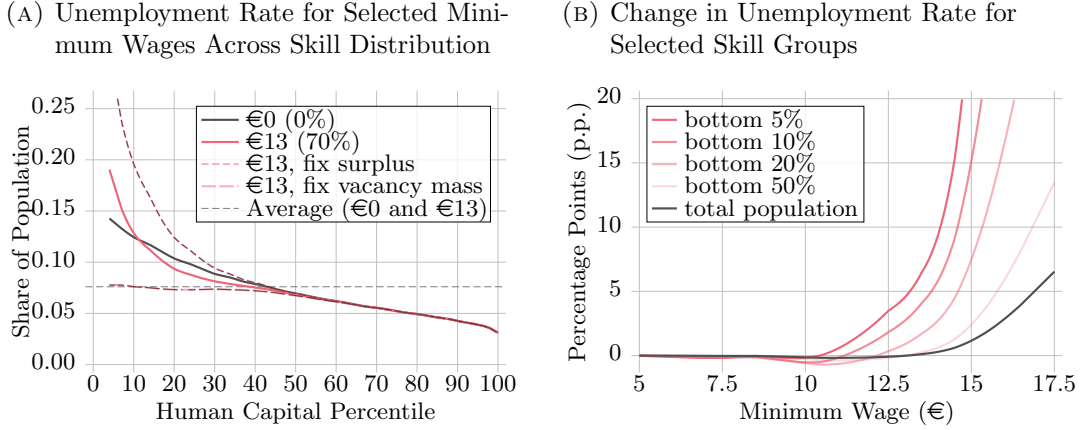 (A) Unemployment Rate for Selected Mini-
mum Wages Across Skill Distribution
Share of Population
0.25
0.20
0.15
0.10
0.05
0.00
€0 (0%)
€13 (70%)
€13, fix surplus
€13, fix vacancy mass
Average (€0 and €13)
0 10 20 30 40 50 60 70 80 90 100
Human Capital Percentile
(B) Change in Unemployment Rate for
Selected Skill Groups
Percentage Points (p.p.)
20
15
10
5
0
bottom 5%
bottom 10%
bottom 20%
bottom 50%
total population
5 7.5 10 12.5 15 17.5
Minimum Wage (€)